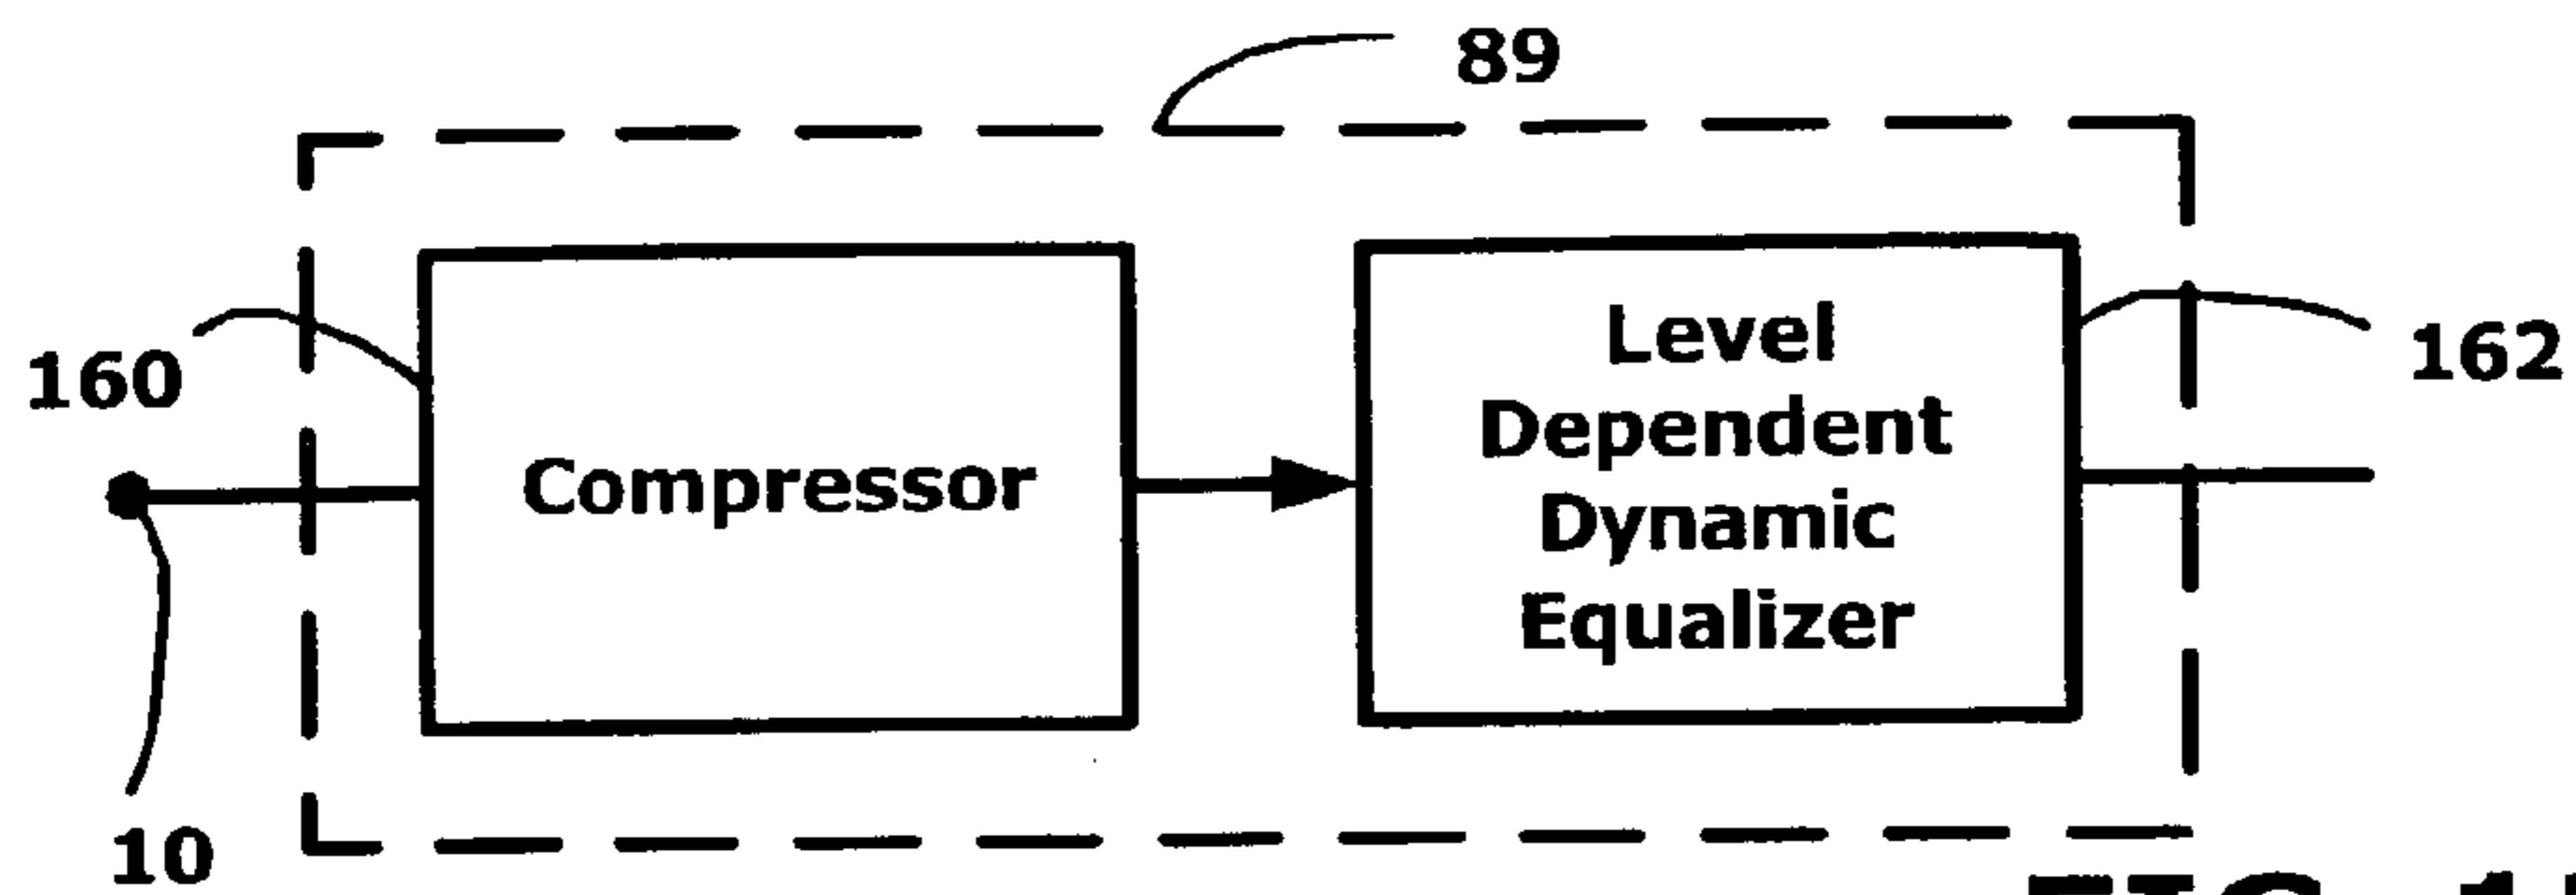 89
160
Compressor
Level
Dependent
Dynamic
Equalizer
162
10